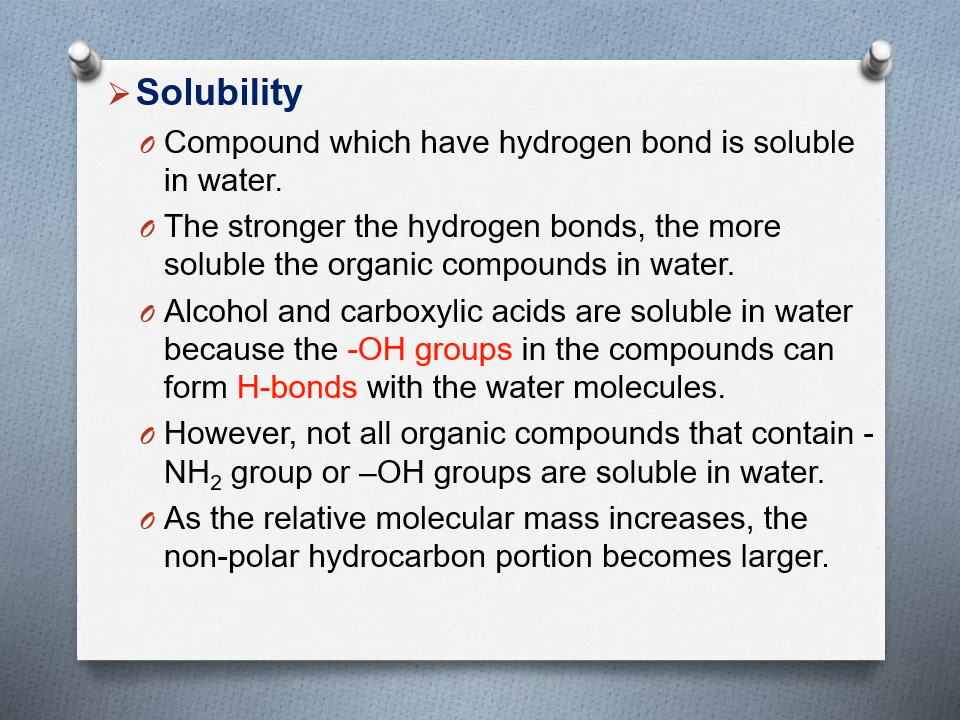 Solubility
Compound which have hydrogen bond is soluble
in water.
The stronger the hydrogen bonds, the more
soluble the organic compounds in water.
Alcohol and carboxylic acids are soluble in water
because the -OH groups in the compounds can
form H-bonds with the water molecules.
However, not all organic compounds that contain -
NH₂ group or –OH groups are soluble in water.
As the relative molecular mass increases, the
non-polar hydrocarbon portion becomes larger.